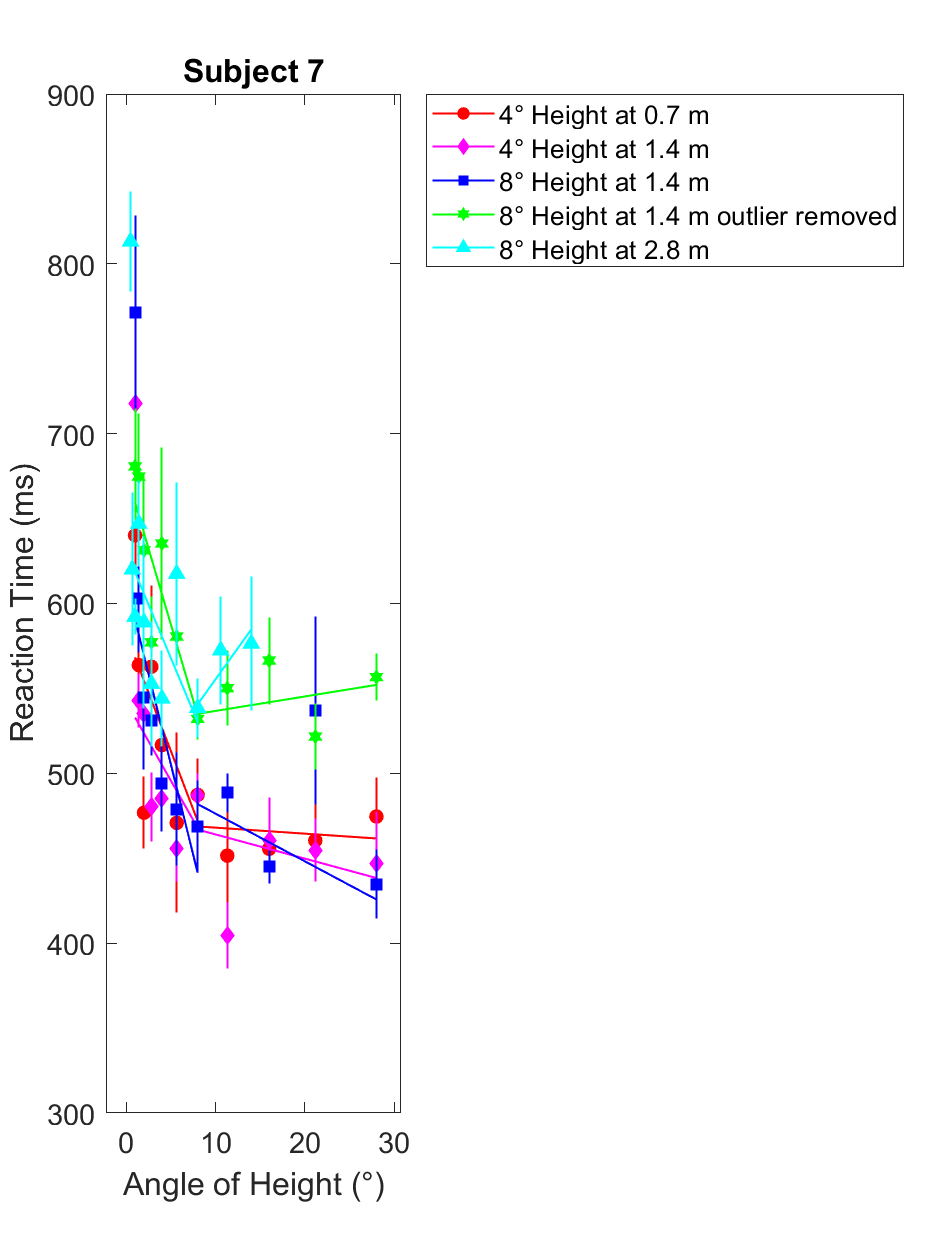 Subject 7
900
800
700
600
500
400
300
Reaction Time (ms)
0 10 20 30
Angle of Height (°)
4° Height at 0.7 m
4° Height at 1.4 m
8° Height at 1.4 m
8° Height at 1.4 m outlier removed
8° Height at 2.8 m